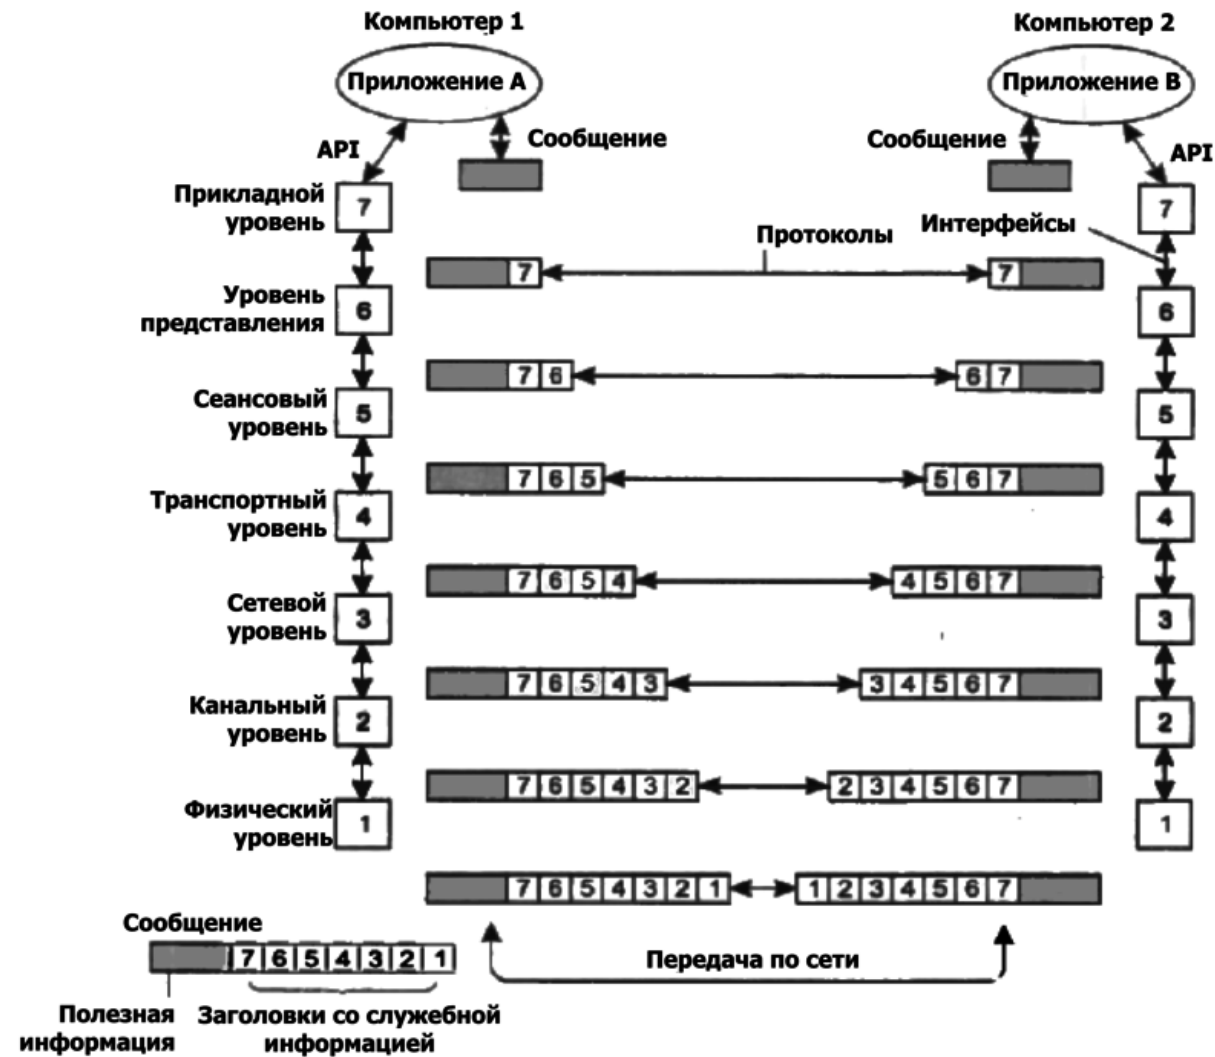 Компьютер 1
Компьютер 2
Приложение А
Приложение В
Сообщение
Сообщение
API
API
Прикладной
уровень
7
7
Интерфейсы
Протоколы
7
7
Уровень
представления
6
6
7 6
6 7
Сеансовый
уровень
5
5
7 6 5
5 6 7
Транспортный
уровень
4
4
7 6 5 4
4 5 6 7
Сетевой
уровень
3
3
7 6 5 4 3
3 4 5 6 7
Канальный
уровень
2
2
7 6 5 4 3 2
2 3 4 5 6 7
Физический
уровень
1
1
7 6 5 4 3 2 1
1 2 3 4 5 6 7
Сообщение
7 6 5 4 3 2 1
Передача по сети
Полезная
информация
Заголовки со служебной
информацией